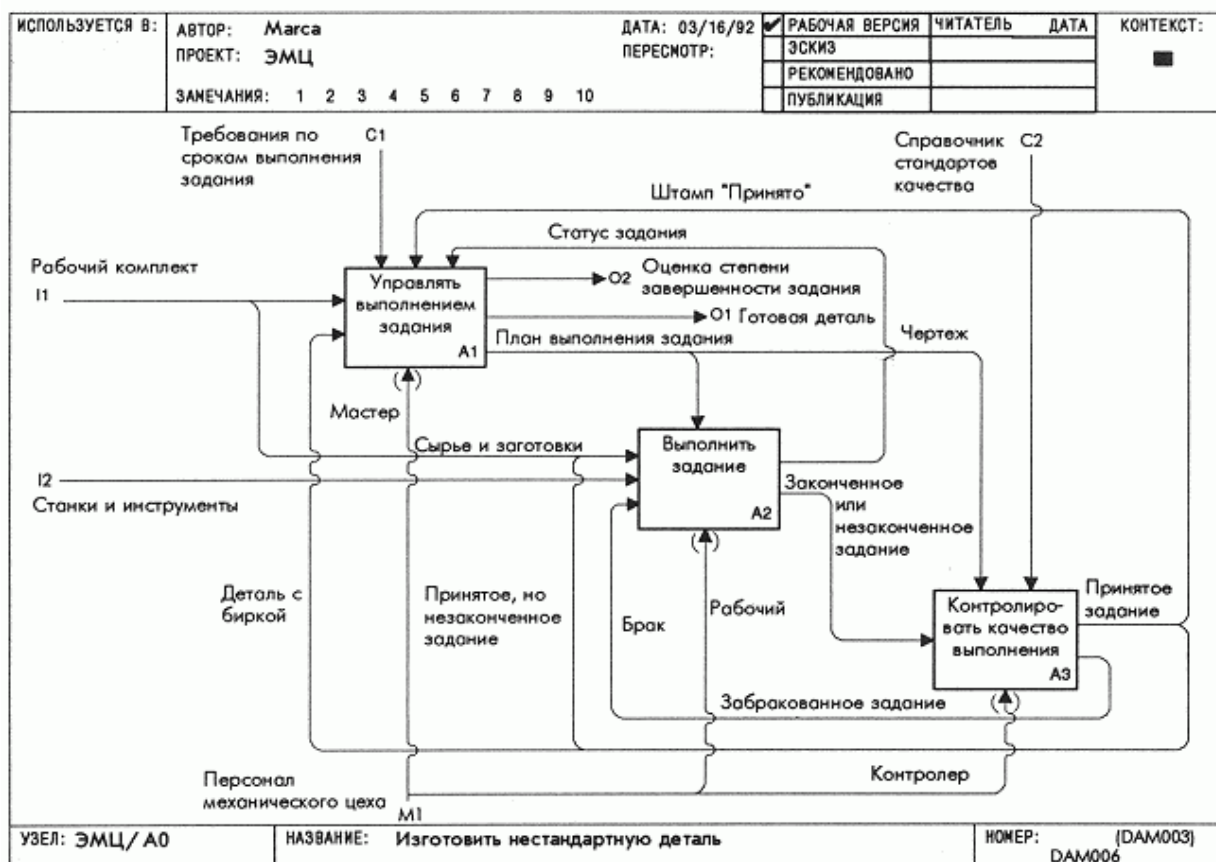 ИСПОЛЬЗУЕТСЯ В:
АВТОР: Marca
ДАТА: 03/16/92
ПРОЕКТ: ЭМЦ
ПЕРЕСМОТР:
ЗАМЕЧАНИЯ: 1 2 3 4 5 6 7 8 9 10
РАБОЧАЯ ВЕРСИЯ
ЭСКИЗ
РЕКОМЕНДОВАНО
ПУБЛИКАЦИЯ
ЧИТАТЕЛЬ ДАТА
КОНТЕКСТ:
Требования по
срокам выполнения
задания
C1
Справочник
стандартов
качества
C2
Штамп "Принято"
Статус задания
Рабочий комплект
I1
Управлять
выполнением
задания
A1
O2 Оценка степени
завершенности задания
O1 Готовая деталь
План выполнения задания
Чертеж
Мастер
Сырье и заготовки
Выполнить
задание
A2
I2
Станки и инструменты
Законченное
или
незаконченное
задание
Деталь с
биркой
Принятое, но
незаконченное
задание
Брак
Рабочий
Контролиро-
вать качество
выполнения
A3
Принятое
задание
Забракованное задание
Персонал
механического цеха
M1
Контролер
УЗЕЛ: ЭМЦ/A0
НАЗВАНИЕ: Изготовить нестандартную деталь
НОМЕР: (DAM003)
DAM006